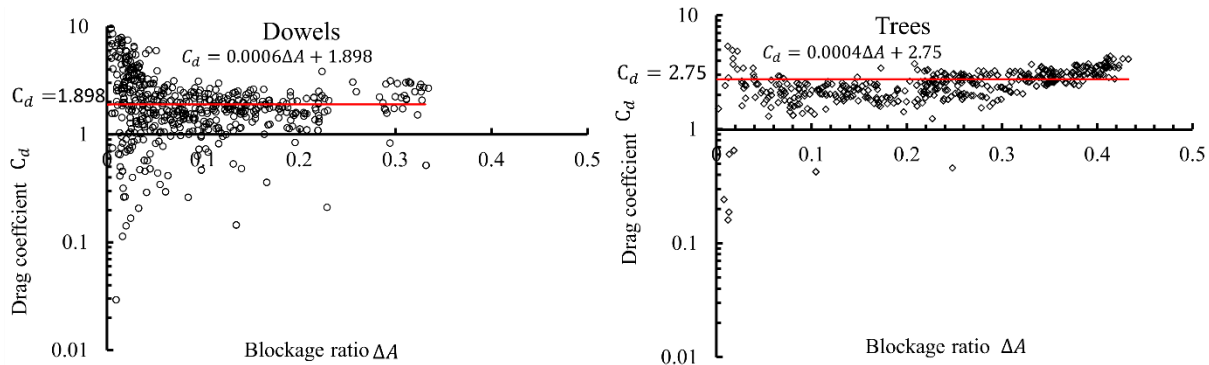 Dowels
C_d = 0.0006ΔA + 1.898
C_d = 1.898
10
1
0.1
0.01
0
0.1
0.2
0.3
0.4
0.5
Drag coeffcient C_d
Blockage ratio ΔA
Trees
C_d = 0.0004ΔA + 2.75
C_d = 2.75
10
1
0.1
0.01
0
0.1
0.2
0.3
0.4
0.5
Drag coeffcient C_d
Blockage ratio ΔA